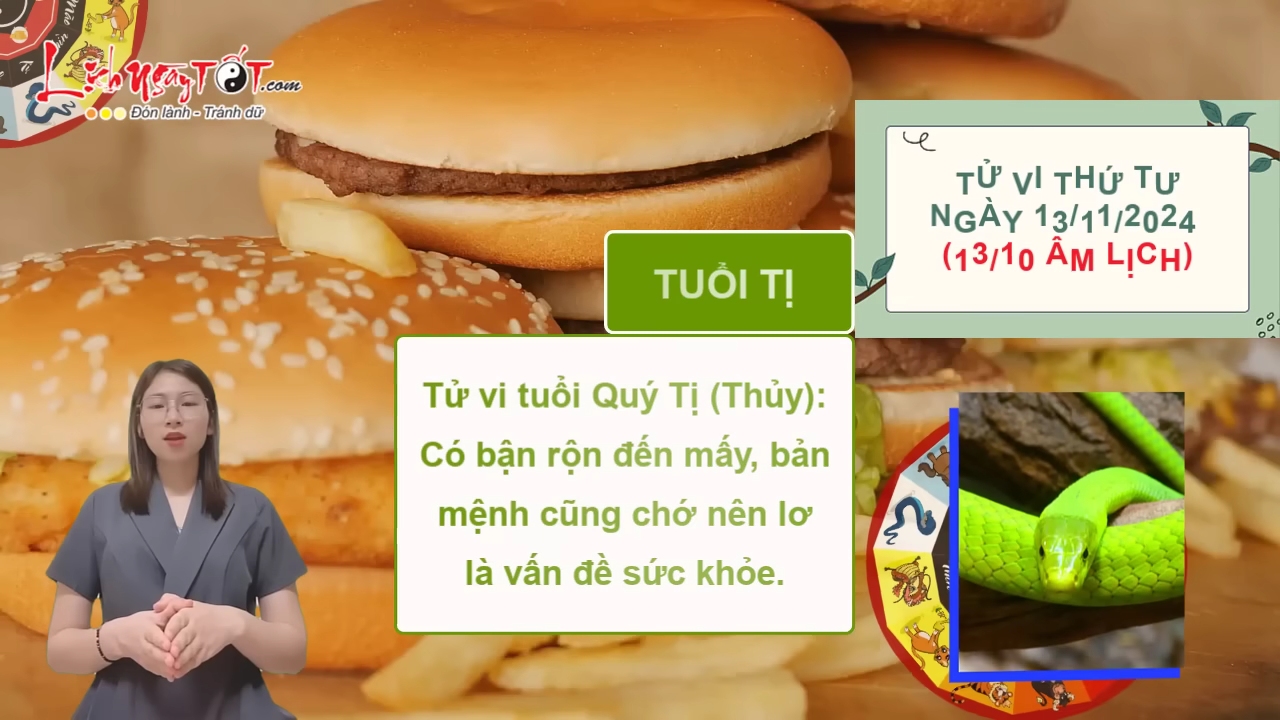 LịchNgàyTỐT.com
Đón lành - Tránh dữ
TỬ VI THỨ TƯ
NGÀY 13/11/2024
(13/10 ÂM LỊCH)
TUỔI TỊ
Tử vi tuổi Quý Tị (Thủy):
Có bận rộn đến mấy, bản
mệnh cũng chớ nên lơ
là vấn đề sức khỏe.